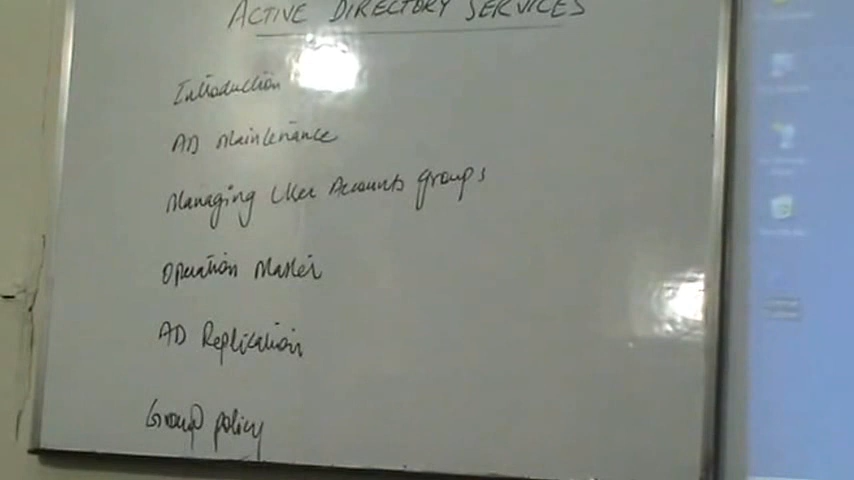 ACTIVE DIRECTORY SERVICES
Introduction
AD Maintenance
Managing User Accounts groups
Operation Master
AD Replication
Group policy